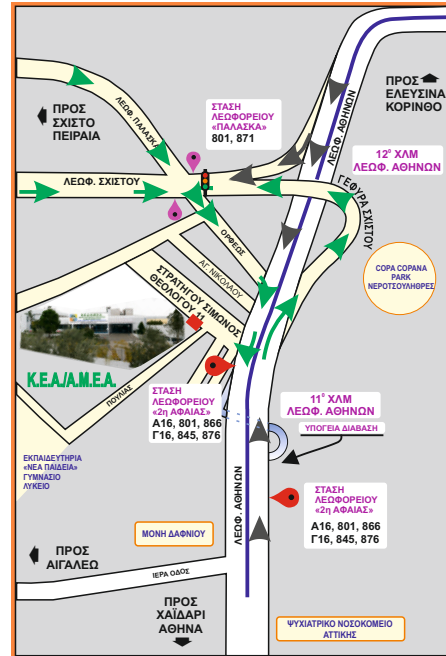 ΠΡΟΣ
ΕΛΕΥΣΙΝΑ
ΚΟΡΙΝΘΟ
ΛΕΩΦ. ΠΑΛΑΣΚΑ
ΛΕΩΦ. ΑΘΗΝΩΝ
ΠΡΟΣ
ΣΧΙΣΤΟ
ΠΕΙΡΑΙΑ
ΣΤΑΣΗ
ΛΕΩΦΟΡΕΙΟΥ
«ΠΑΛΑΣΚΑ»
801, 871
12° ΧΛΜ
ΛΕΩΦ. ΑΘΗΝΩΝ
ΛΕΩΦ. ΣΧΙΣΤΟΥ
ΓΕΦΥΡΑ ΣΧΙΣΤΟΥ
ΟΡΦΕΩΣ
ΑΓ. ΝΙΚΟΛΑΟΥ
ΣΤΡΑΤΗΓΟΥ ΣΙΜΩΝΟΣ
ΘΕΟΛΟΓΟΥ 11
COPA COPANA
PARK
ΝΕΡΟΤΣΟΥΛΗΘΡΕΣ
Κ.Ε.Α./Α.Μ.Ε.Α.
ΠΟΥΛΙΑΣ
ΣΤΑΣΗ
ΛΕΩΦΟΡΕΙΟΥ
«2η ΑΦΑΙΑΣ»
Α16, 801, 866
Γ16, 845, 876
11° ΧΛΜ
ΛΕΩΦ. ΑΘΗΝΩΝ
ΥΠΟΓΕΙΑ ΔΙΑΒΑΣΗ
ΕΚΠΑΙΔΕΥΤΗΡΙΑ
«ΝΕΑ ΠΑΙΔΕΙΑ»
ΓΥΜΝΑΣΙΟ
ΛΥΚΕΙΟ
ΣΤΑΣΗ
ΛΕΩΦΟΡΕΙΟΥ
«2η ΑΦΑΙΑΣ»
Α16, 801, 866
Γ16, 845, 876
ΛΕΩΦ. ΑΘΗΝΩΝ
ΜΟΝΗ ΔΑΦΝΙΟΥ
ΠΡΟΣ
ΑΙΓΑΛΕΩ
ΙΕΡΑ ΟΔΟΣ
ΠΡΟΣ
ΧΑΪΔΑΡΙ
ΑΘΗΝΑ
ΨΥΧΙΑΤΡΙΚΟ ΝΟΣΟΚΟΜΕΙΟ
ΑΤΤΙΚΗΣ